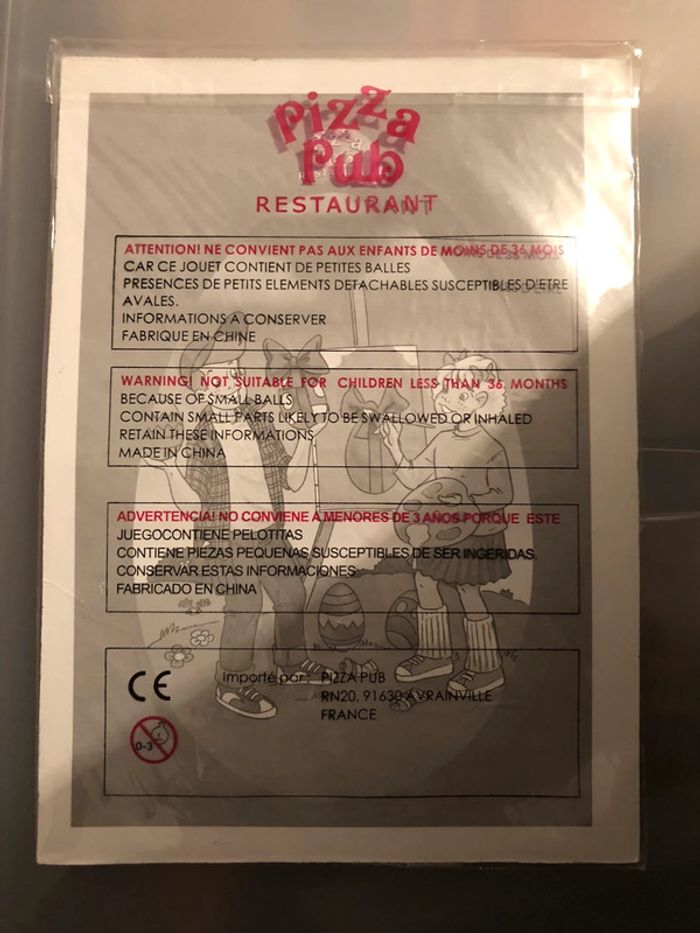 Pizza
Pub
RESTAURANT
ATTENTION! NE CONVIENT PAS AUX ENFANTS DE MOINS DE 36 MOIS
CAR CE JOUET CONTIENT DE PETITES BALLES
PRESENCES DE PETITS ELEMENTS DETACHABLES SUSCEPTIBLES D'ETRE
AVALES.
INFORMATIONS A CONSERVER
FABRIQUE EN CHINE
WARNING! NOT SUITABLE FOR CHILDREN LESS THAN 36 MONTHS
BECAUSE OF SMALL BALLS
CONTAIN SMALL PARTS LIKELY TO BE SWALLOWED OR INHALED
RETAIN THESE INFORMATIONS
MADE IN CHINA
ADVERTENCIA! NO CONVIENE A MENORES DE 3 AÑOS PORQUE ESTE
JUEGOCONTIENE PELOTITAS
CONTIENE PIEZAS PEQUENAS SUSCEPTIBLES DE SER INGERIDAS.
CONSERVAR ESTAS INFORMACIONES
FABRICADO EN CHINA
CE
Importé par : PIZZA PUB
RN20, 91630 AVRAINVILLE
FRANCE
0-3